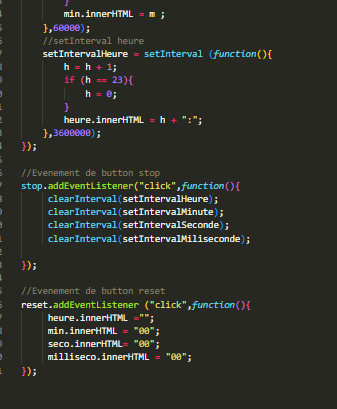 }
min.innerHTML = m ;
},60000);
//setInterval heure
setIntervalHeure = setInterval (function(){
h = h + 1;
if (h == 23){
h = 0;
}
heure.innerHTML = h + ":";
},3600000);
});
//Evenement de button stop
stop.addEventListener("click",function(){
clearInterval(setIntervalHeure);
clearInterval(setIntervalMinute);
clearInterval(setIntervalSeconde);
clearInterval(setIntervalMiliseconde);
});
//Evenement de button reset
reset.addEventListener ("click",function(){
heure.innerHTML ="";
min.innerHTML = "00";
seco.innerHTML= "00";
milliseco.innerHTML = "00";
});